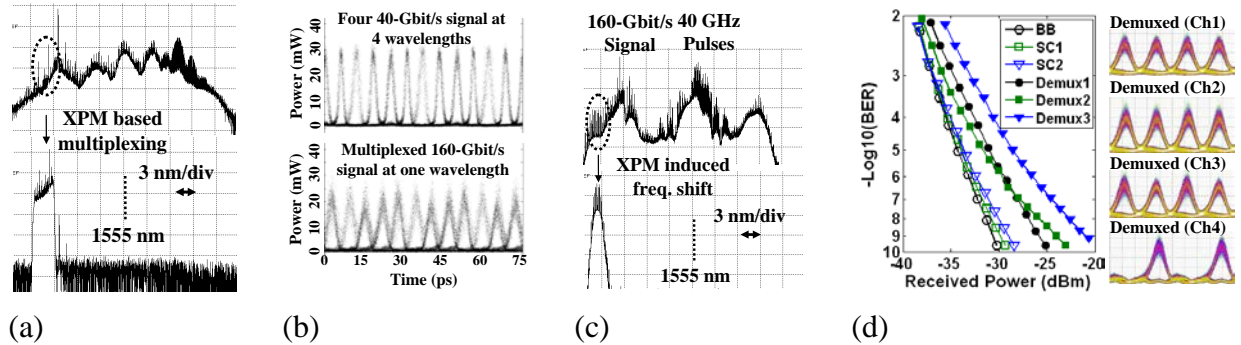 XPM based
multiplexing
3 nm/div
1555 nm
(a)
Four 40-Gbit/s signal at
4 wavelengths
Power (mW)
0 10 20 30 40
Multiplexed 160-Gbit/s
signal at one wavelength
Power (mW)
0 10 20 30 40
0 15 30 45 60 75
Time (ps)
(b)
160-Gbit/s 40 GHz
Signal Pulses
XPM induced
freq. shift
3 nm/div
1555 nm
(c)
-Log10(BER)
2
3
4
5
6
7
8
9
10
-40 -35 -30 -25 -20
Received Power (dBm)
BB
SC1
SC2
Demux1
Demux2
Demux3
Demuxed (Ch1)
Demuxed (Ch2)
Demuxed (Ch3)
Demuxed (Ch4)
(d)